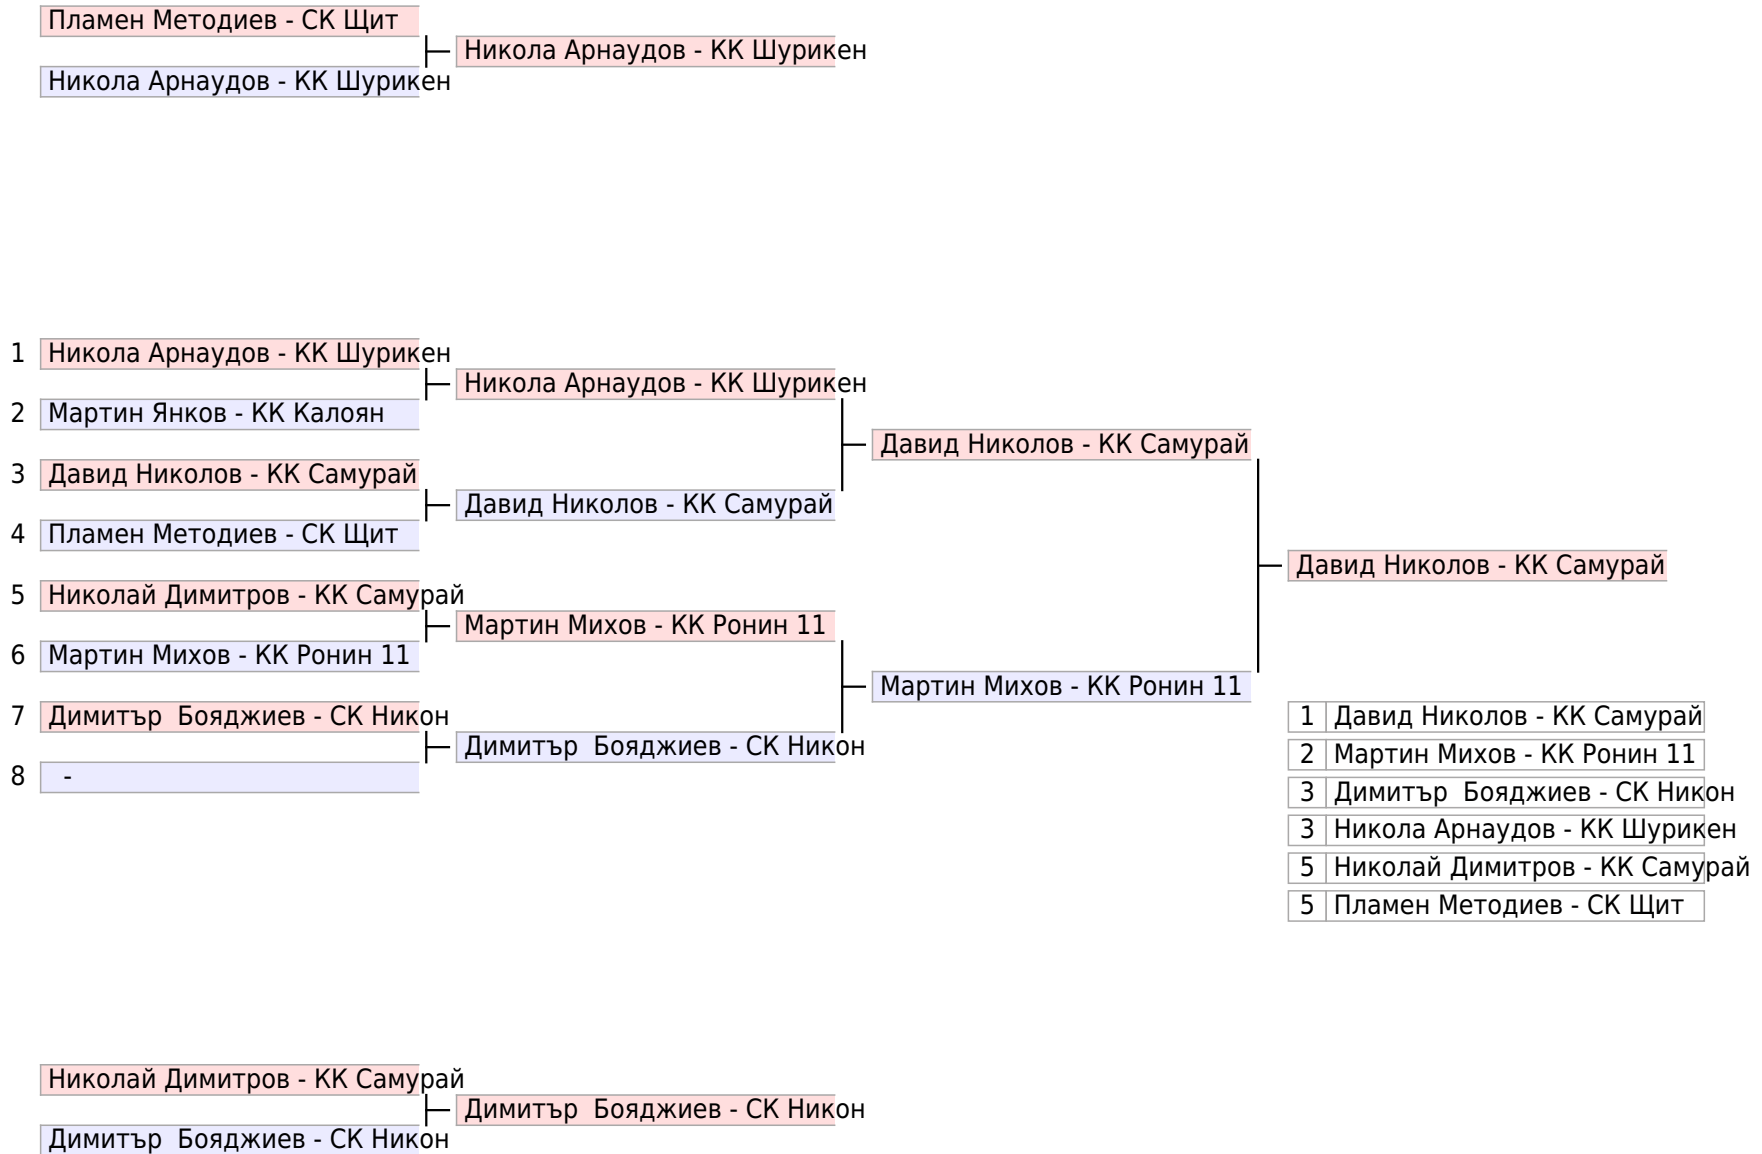 Пламен Методиев - СК Щит
Никола Арнаудов - КК Шурикен
Никола Арнаудов - КК Шурикен
1 Никола Арнаудов - КК Шурикен
Никола Арнаудов - КК Шурикен
2 Мартин Янков - КК Калоян
Давид Николов - КК Самурай
3 Давид Николов - КК Самурай
Давид Николов - КК Самурай
4 Пламен Методиев - СК Щит
Давид Николов - КК Самурай
5 Николай Димитров - КК Самурай
Мартин Михов - КК Ронин 11
6 Мартин Михов - КК Ронин 11
Мартин Михов - КК Ронин 11
7 Димитър  Бояджиев - СК Никон
Димитър  Бояджиев - СК Никон
8 -
1 Давид Николов - КК Самурай
2 Мартин Михов - КК Ронин 11
3 Димитър  Бояджиев - СК Никон
3 Никола Арнаудов - КК Шурикен
5 Николай Димитров - КК Самурай
5 Пламен Методиев - СК Щит
Николай Димитров - КК Самурай
Димитър  Бояджиев - СК Никон
Димитър  Бояджиев - СК Никон